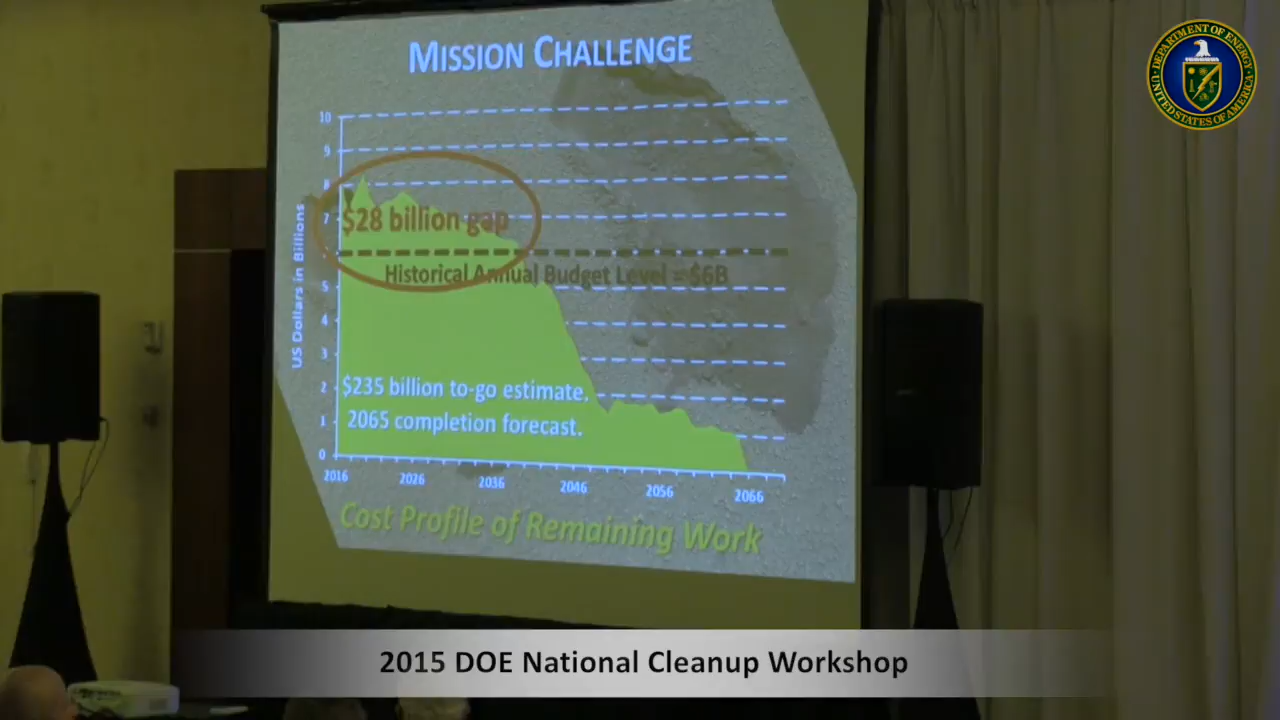 MISSION CHALLENGE
10
9
8
7
5
4
3
2
1
0
US Dollars in Billions
$28 billion gap
Historical Annual Budget Level = $6B
$235 billion to-go estimate,
2065 completion forecast.
2016 2026 2036 2046 2056 2066
Cost Profile of Remaining Work
DEPARTMENT OF ENERGY
UNITED STATES OF AMERICA
2015 DOE National Cleanup Workshop